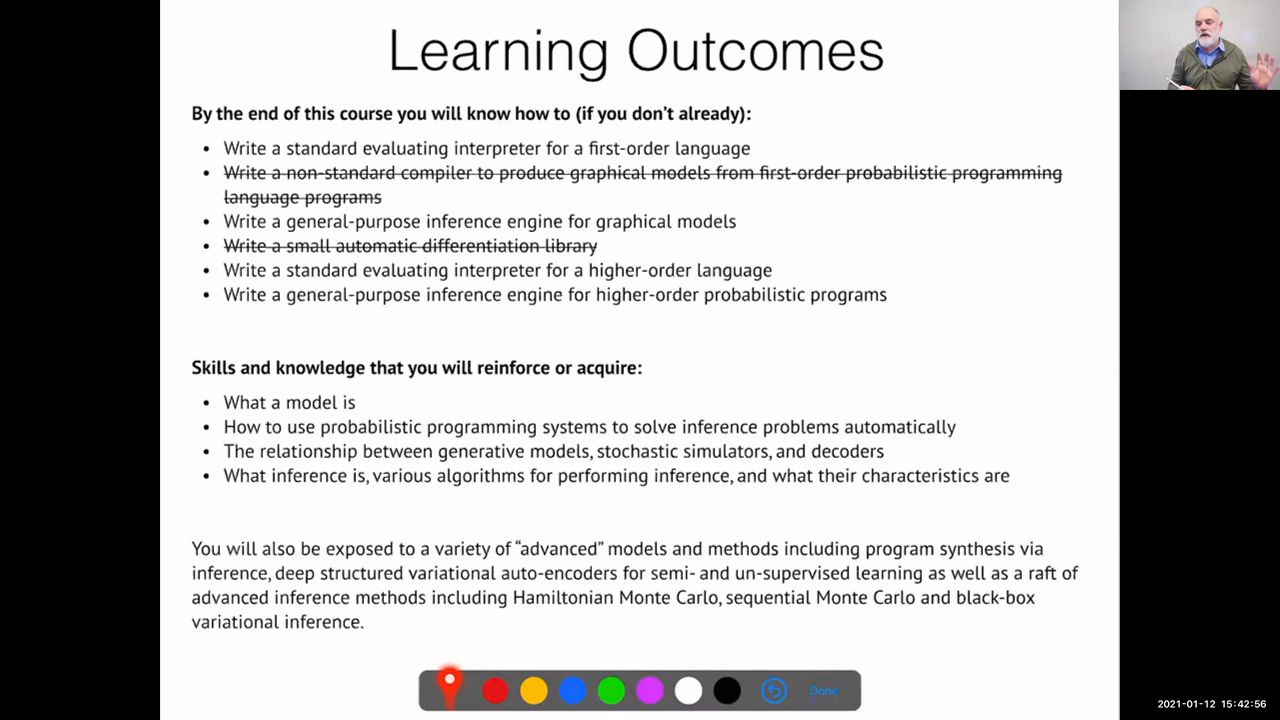 Learning Outcomes
By the end of this course you will know how to (if you don't already):
• Write a standard evaluating interpreter for a first-order language
• Write a non-standard compiler to produce graphical models from first-order probabilistic programming
language programs
• Write a general-purpose inference engine for graphical models
• Write a small automatic differentiation library
• Write a standard evaluating interpreter for a higher-order language
• Write a general-purpose inference engine for higher-order probabilistic programs
Skills and knowledge that you will reinforce or acquire:
• What a model is
• How to use probabilistic programming systems to solve inference problems automatically
• The relationship between generative models, stochastic simulators, and decoders
• What inference is, various algorithms for performing inference, and what their characteristics are
You will also be exposed to a variety of “advanced” models and methods including program synthesis via
inference, deep structured variational auto-encoders for semi- and un-supervised learning as well as a raft of
advanced inference methods including Hamiltonian Monte Carlo, sequential Monte Carlo and black-box
variational inference.
Done
2021-01-12 15:42:56